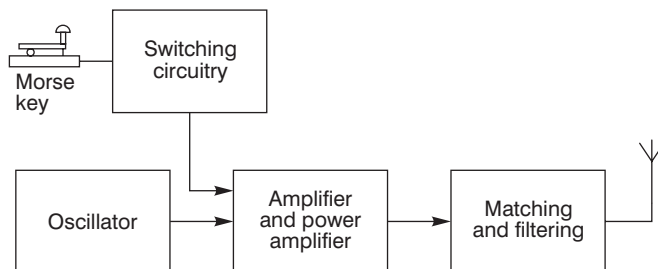 Switching
circuitry
Morse
key
Oscillator
Amplifier
and power
amplifier
Matching
and filtering